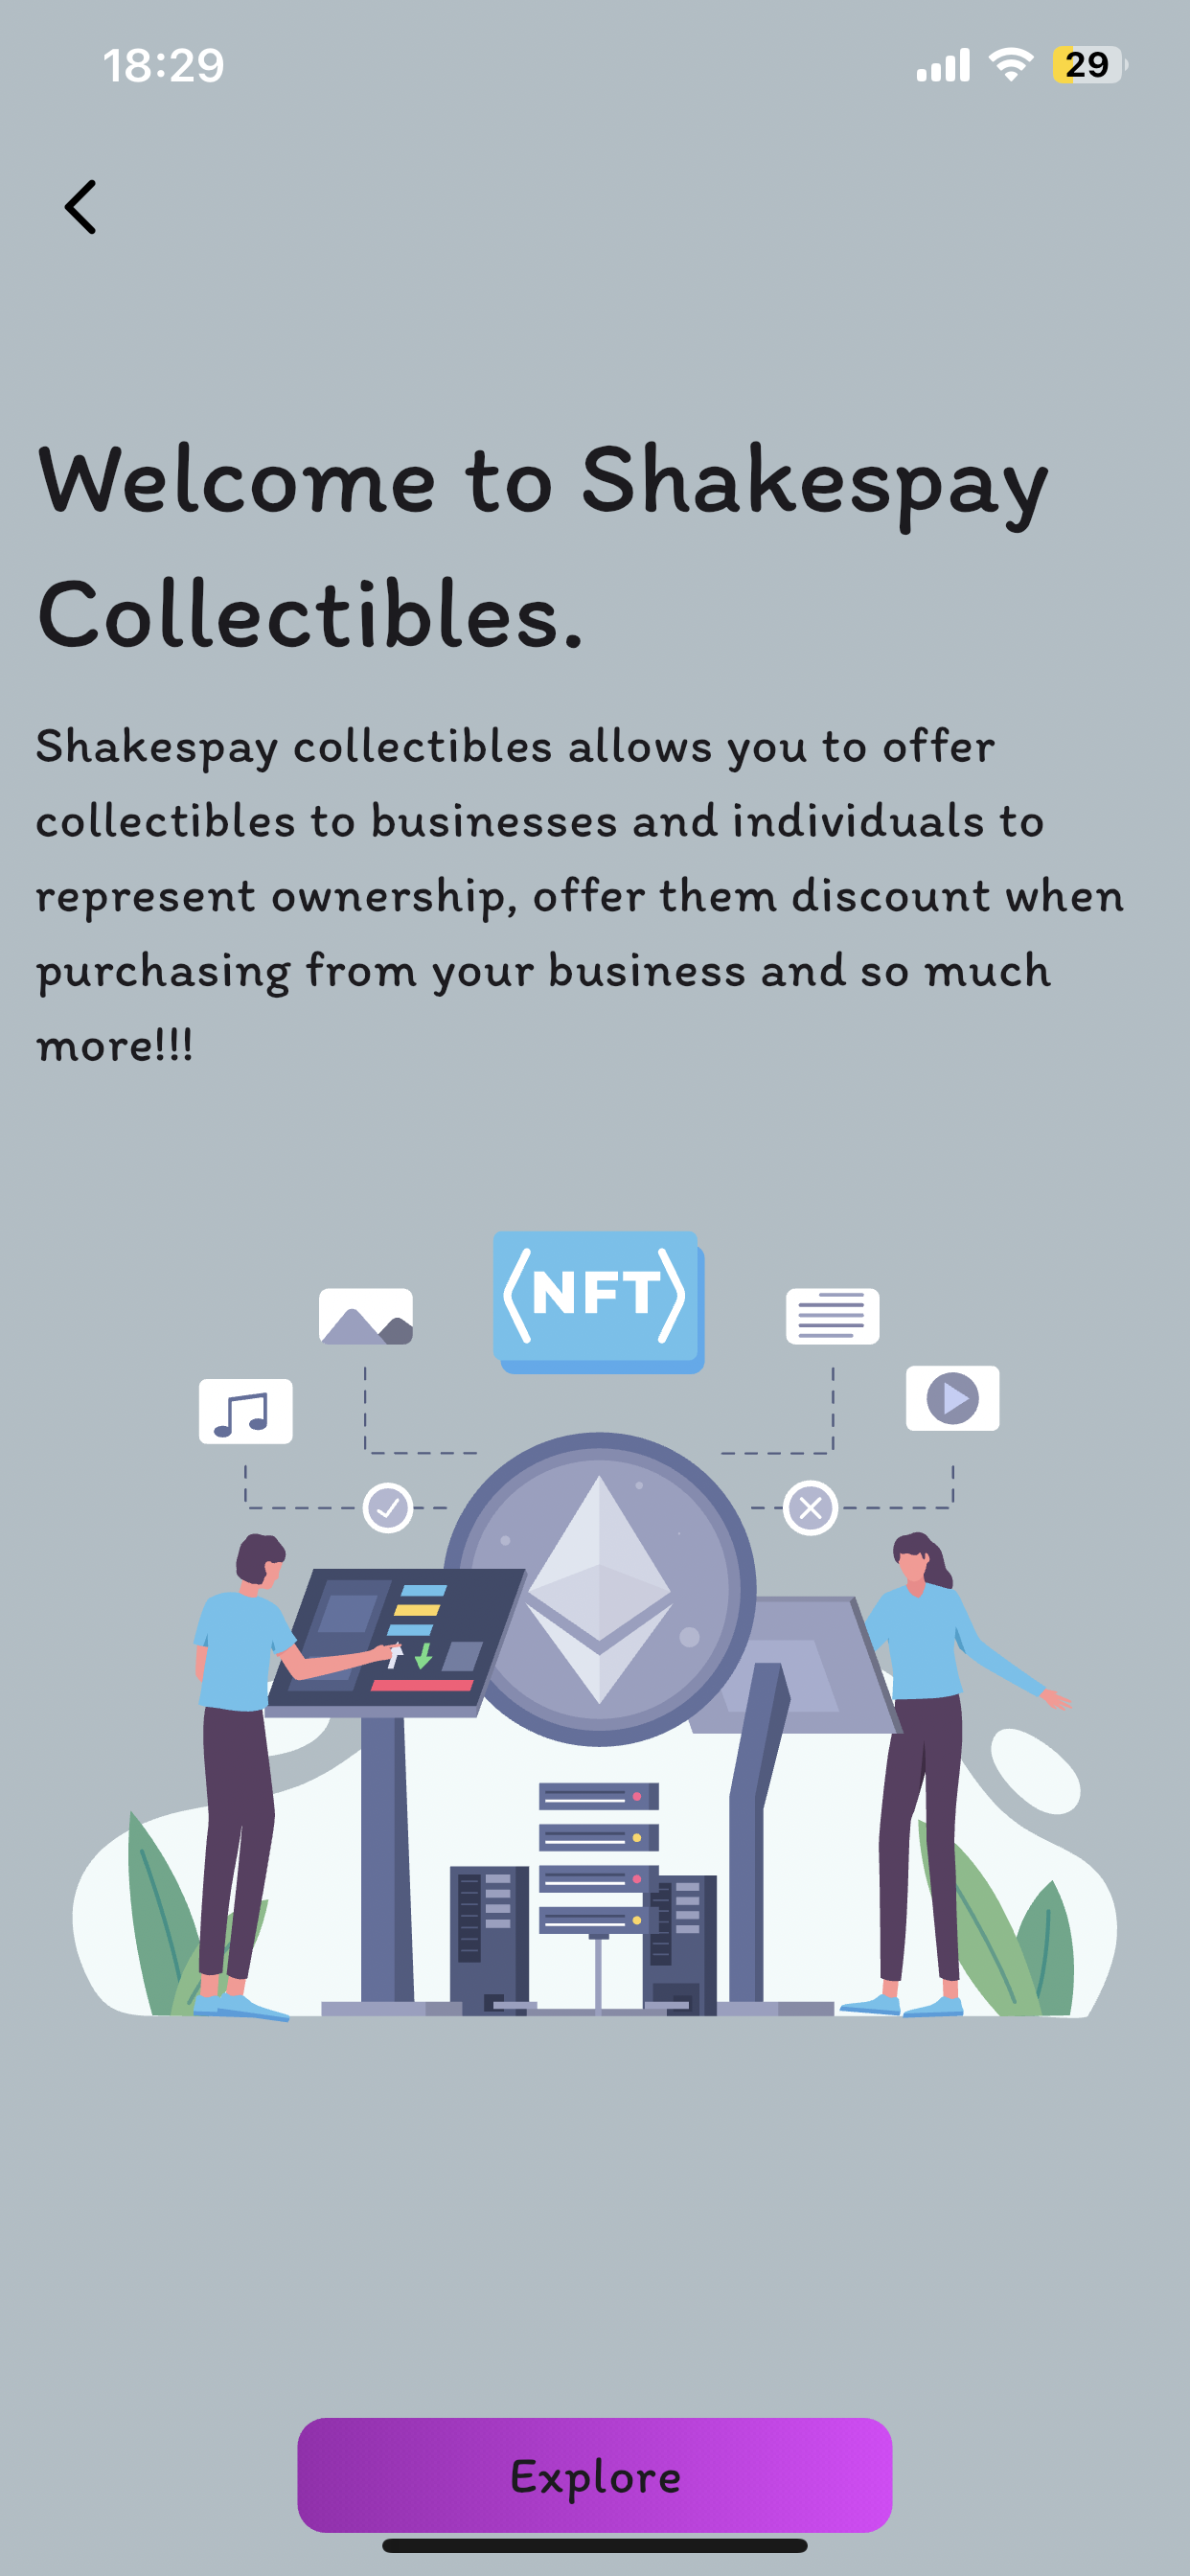 18:29
29
Welcome to Shakespay
Collectibles.
Shakespay collectibles allows you to offer
collectibles to businesses and individuals to
represent ownership, offer them discount when
purchasing from your business and so much
more!!!
NFT
Explore